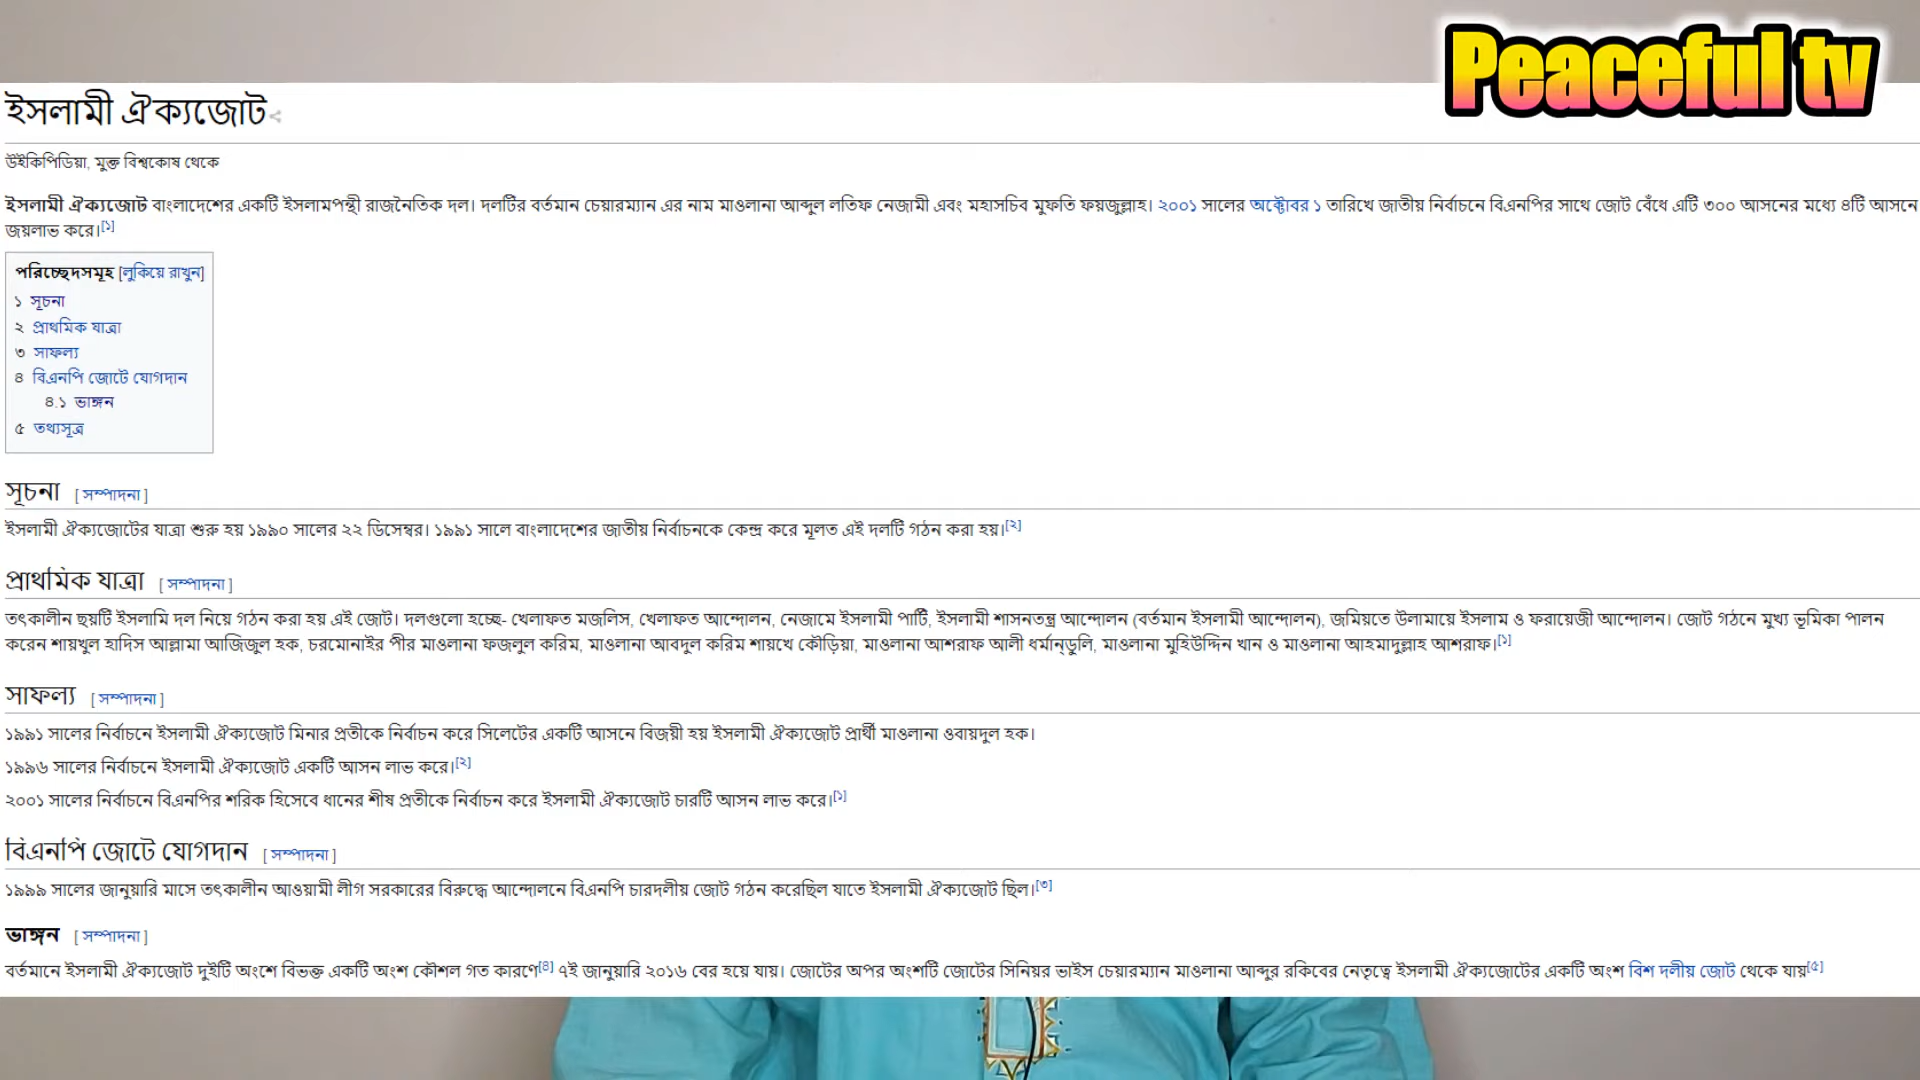 Peaceful tv
ইসলামী ঐক্যজোট
উইকিপিডিয়া, মুক্ত বিশ্বকোষ থেকে
ইসলামী ঐক্যজোট বাংলাদেশের একটি ইসলামপন্থী রাজনৈতিক দল। দলটির বর্তমান চেয়ারম্যান এর নাম মাওলানা আব্দুল লতিফ নেজামী এবং মহাসচিব মুফতি ফয়জুল্লাহ। ২০০১ সালের অক্টোবর ১ তারিখে জাতীয় নির্বাচনে বিএনপির সাথে জোট বেঁধে এটি ৩০০ আসনের মধ্যে ৪টি আসনে
জয়লাভ করে।[১]
পরিচ্ছেদসমূহ [লুকিয়ে রাখুন]
১ সূচনা
২ প্রাথমিক যাত্রা
৩ সাফল্য
৪ বিএনপি জোটে যোগদান
৪.১ ভাঙ্গন
৫ তথ্যসূত্র
সূচনা [ সম্পাদনা ]
ইসলামী ঐক্যজোটের যাত্রা শুরু হয় ১৯৯০ সালের ২২ ডিসেম্বর। ১৯৯১ সালে বাংলাদেশের জাতীয় নির্বাচনকে কেন্দ্র করে মূলত এই দলটি গঠন করা হয়।[২]
প্রাথমিক যাত্রা [ সম্পাদনা ]
তৎকালীন ছয়টি ইসলামি দল নিয়ে গঠন করা হয় এই জোট। দলগুলো হচ্ছে- খেলাফত মজলিস, খেলাফত আন্দোলন, নেজামে ইসলামী পার্টি, ইসলামী শাসনতন্ত্র আন্দোলন (বর্তমান ইসলামী আন্দোলন), জমিয়তে উলামায়ে ইসলাম ও ফরায়েজী আন্দোলন। জোট গঠনে মুখ্য ভূমিকা পালন
করেন শায়খুল হাদিস আল্লামা আজিজুল হক, চরমোনাইর পীর মাওলানা ফজলুল করিম, মাওলানা আবদুল করিম শায়খে কৌড়িয়া, মাওলানা আশরাফ আলী ধর্মান্ডুলি, মাওলানা মুহিউদ্দিন খান ও মাওলানা আহমাদুল্লাহ আশরাফ।[১]
সাফল্য [ সম্পাদনা ]
১৯৯১ সালের নির্বাচনে ইসলামী ঐক্যজোট মিনার প্রতীকে নির্বাচন করে সিলেটের একটি আসনে বিজয়ী হয় ইসলামী ঐক্যজোট প্রার্থী মাওলানা ওবায়দুল হক।
১৯৯৬ সালের নির্বাচনে ইসলামী ঐক্যজোট একটি আসন লাভ করে।[২]
২০০১ সালের নির্বাচনে বিএনপির শরিক হিসেবে ধানের শীষ প্রতীকে নির্বাচন করে ইসলামী ঐক্যজোট চারটি আসন লাভ করে।[১]
বিএনপি জোটে যোগদান [ সম্পাদনা ]
১৯৯৯ সালের জানুয়ারি মাসে তৎকালীন আওয়ামী লীগ সরকারের বিরুদ্ধে আন্দোলনে বিএনপি চারদলীয় জোট গঠন করেছিল যাতে ইসলামী ঐক্যজোট ছিল।[৩]
ভাঙ্গন [ সম্পাদনা ]
বর্তমানে ইসলামী ঐক্যজোট দুইটি অংশে বিভক্ত একটি অংশ কৌশল গত কারণে[৪] ৭ই জানুয়ারি ২০১৬ বের হয়ে যায়। জোটের অপর অংশটি জোটের সিনিয়র ভাইস চেয়ারম্যান মাওলানা আব্দুর রকিবের নেতৃত্বে ইসলামী ঐক্যজোটের একটি অংশ বিশ দলীয় জোট থেকে যায়[৫]